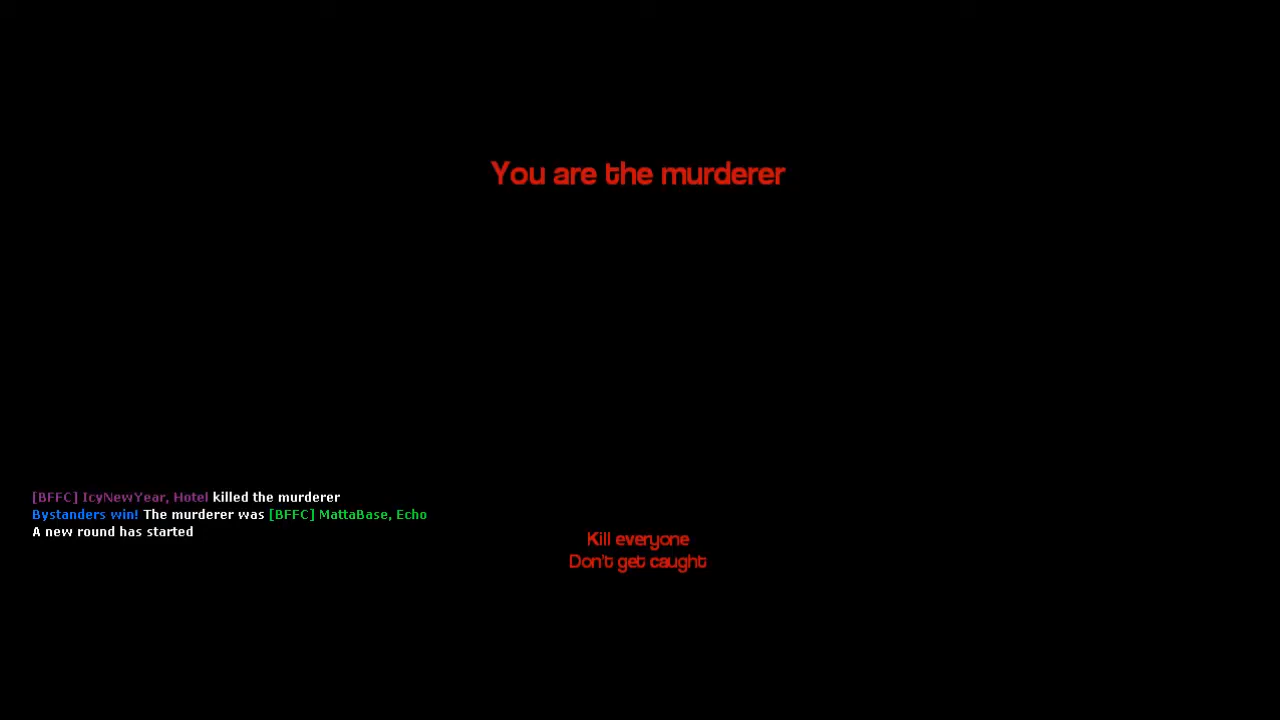 You are the murderer
[BFFC] IcyNewYear, Hotel killed the murderer
Bystanders win! The murderer was [BFFC] MattaBase, Echo
A new round has started
Kill everyone
Don't get caught